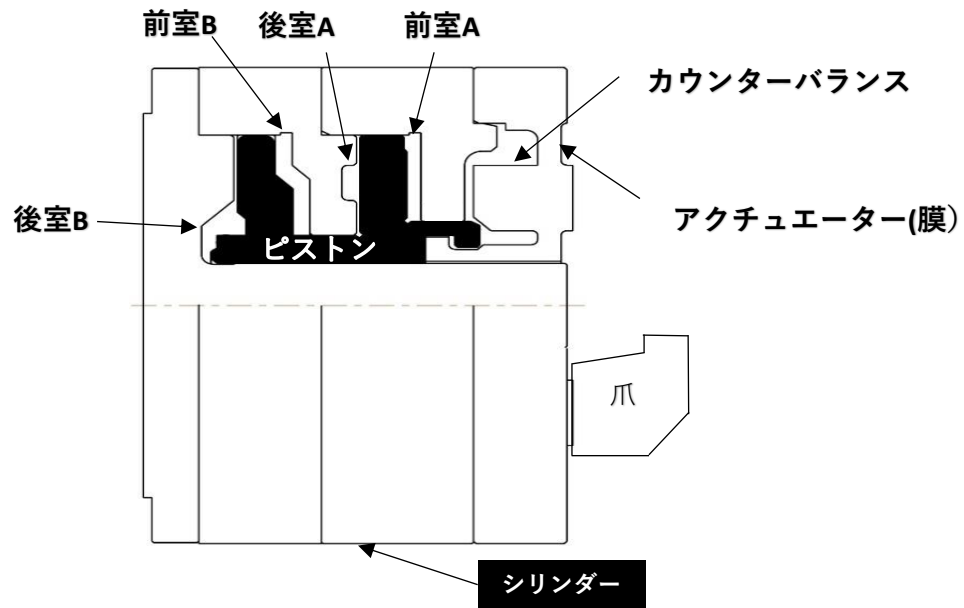 前室B
後室A
前室A
カウンターバランス
後室B
アクチュエーター(膜)
ピストン
爪
シリンダー